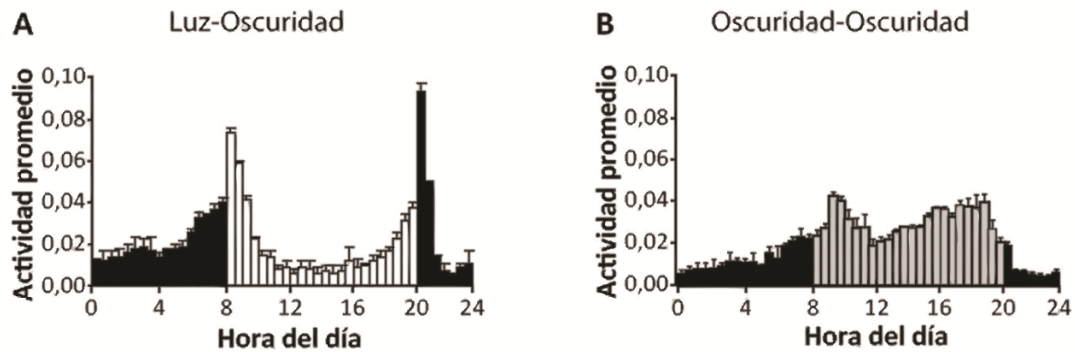 A Luz-Oscuridad
Actividad promedio
0,10
0,08
0,06
0,04
0,02
0,00
0 4 8 12 16 20 24
Hora del día
B Oscuridad-Oscuridad
Actividad promedio
0,10
0,08
0,06
0,04
0,02
0,00
0 4 8 12 16 20 24
Hora del día